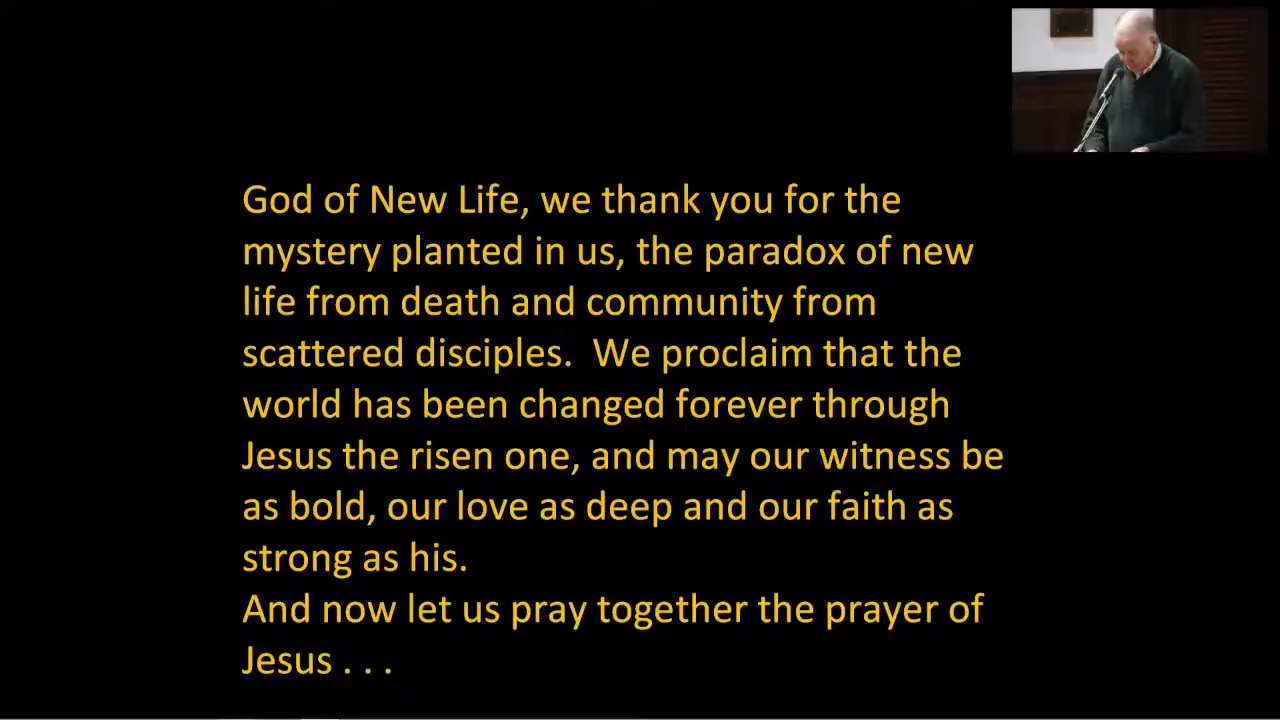 God of New Life, we thank you for the
mystery planted in us, the paradox of new
life from death and community from
scattered disciples.  We proclaim that the
world has been changed forever through
Jesus the risen one, and may our witness be
as bold, our love as deep and our faith as
strong as his.
And now let us pray together the prayer of
Jesus . . .